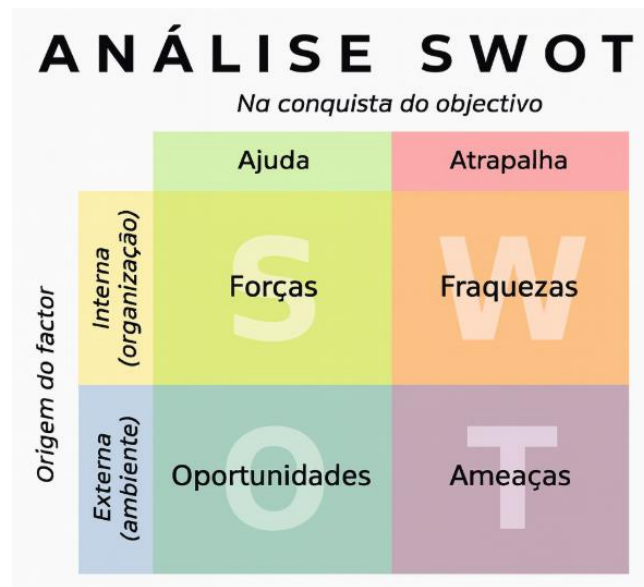 ANÁLISE SWOT
Na conquista do objectivo
Ajuda
Atrapalha
Origem do factor
Interna
(organização)
S
Forças
W
Fraquezas
Externa
(ambiente)
O
Oportunidades
T
Ameaças